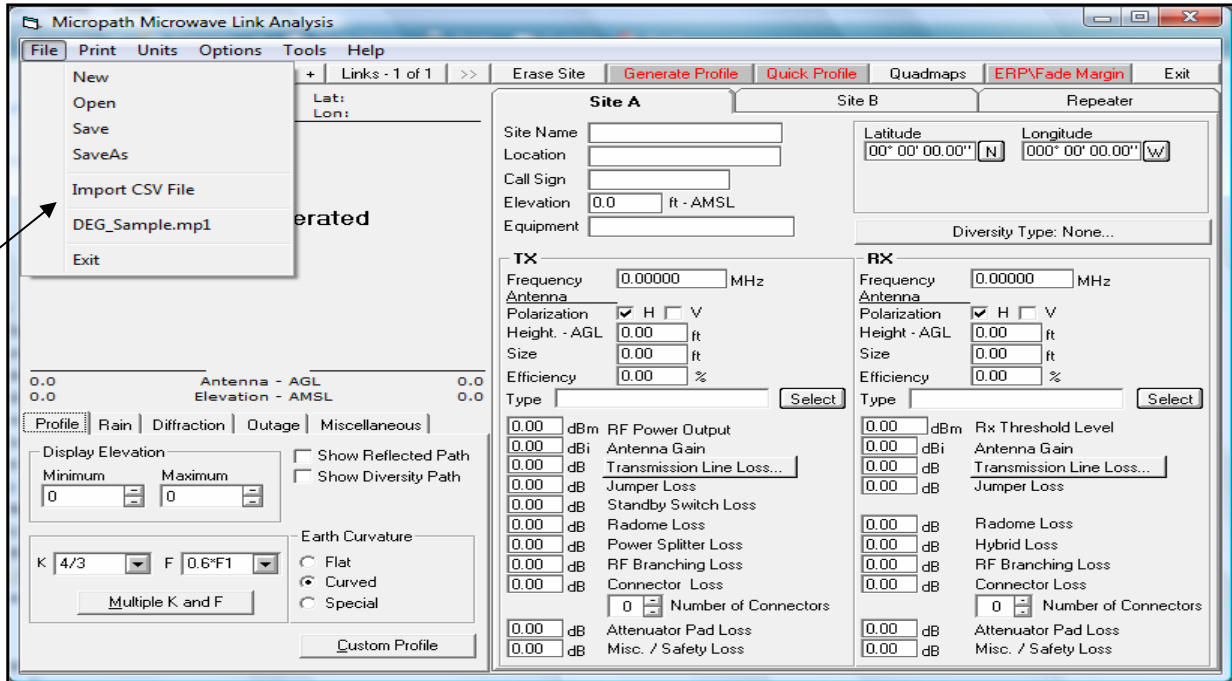 Micropath Microwave Link Analysis
File Print Units Options Tools Help
+ Links - 1 of 1 >> Erase Site Generate Profile Quick Profile Quadmaps ERP\Fade Margin Exit
New
Open
Save
SaveAs
Import CSV File
DEG_Sample.mp1
Exit
Lat:
Lon:
erated
0.0 Antenna - AGL 0.0
0.0 Elevation - AMSL 0.0
Profile Rain Diffraction Outage Miscellaneous
Display Elevation
Minimum Maximum
0 0
Show Reflected Path
Show Diversity Path
K 4/3 F 0.6*F1
Multiple K and F
Earth Curvature
Flat
Curved
Special
Custom Profile
Site A Site B Repeater
Site Name
Location
Call Sign
Elevation 0.0 ft - AMSL
Equipment
Latitude Longitude
00° 00' 00.00'' N 000° 00' 00.00'' W
Diversity Type: None...
TX
Frequency 0.00000 MHz
Antenna
Polarization H V
Height. - AGL 0.00 ft
Size 0.00 ft
Efficiency 0.00 %
Type Select
0.00 dBm RF Power Output
0.00 dBi Antenna Gain
0.00 dB Transmission Line Loss...
0.00 dB Jumper Loss
0.00 dB Standby Switch Loss
0.00 dB Radome Loss
0.00 dB Power Splitter Loss
0.00 dB RF Branching Loss
0.00 dB Connector Loss
0 Number of Connectors
0.00 dB Attenuator Pad Loss
0.00 dB Misc. / Safety Loss
RX
Frequency 0.00000 MHz
Antenna
Polarization H V
Height - AGL 0.00 ft
Size 0.00 ft
Efficiency 0.00 %
Type Select
0.00 dBm Rx Threshold Level
0.00 dBi Antenna Gain
0.00 dB Transmission Line Loss...
0.00 dB Jumper Loss
0.00 dB Radome Loss
0.00 dB Hybrid Loss
0.00 dB RF Branching Loss
0.00 dB Connector Loss
0 Number of Connectors
0.00 dB Attenuator Pad Loss
0.00 dB Misc. / Safety Loss